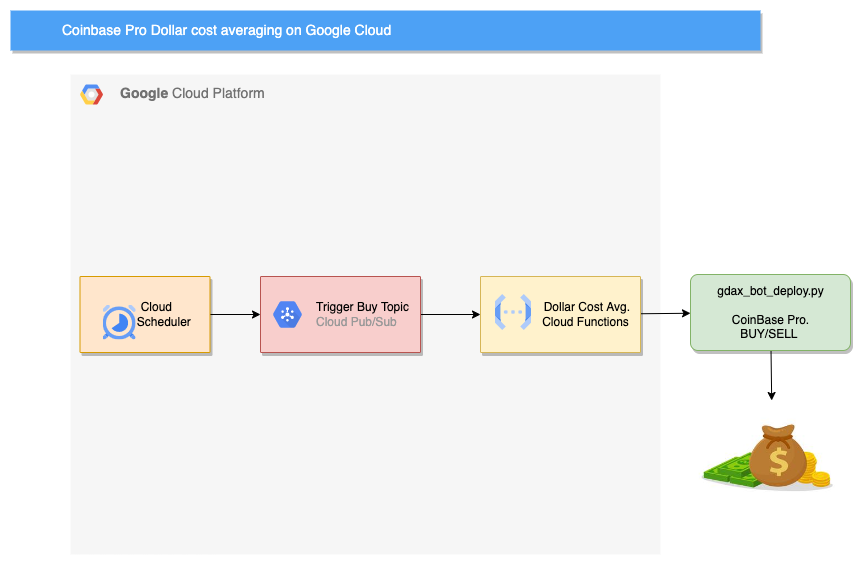 Coinbase Pro Dollar cost averaging on Google Cloud
Google Cloud Platform
Cloud
Scheduler
Trigger Buy Topic
Cloud Pub/Sub
Dollar Cost Avg.
Cloud Functions
gdax_bot_deploy.py
CoinBase Pro.
BUY/SELL
$